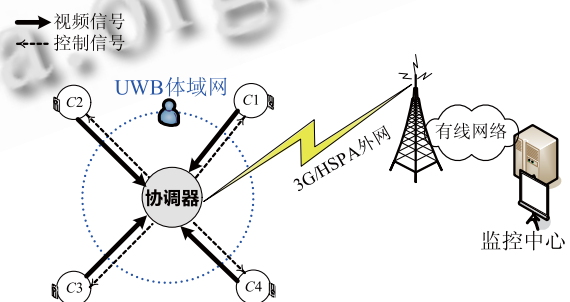 视频信号
控制信号
UWB体域网
C2
C1
协调器
C3
C4
3G/HSPA外网
有线网络
监控中心